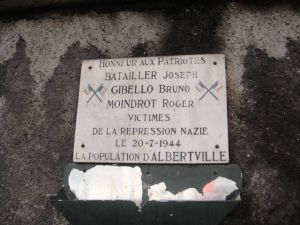 HONNEUR AUX PATRIOTES
BATAILLER JOSEPH
GIBELLO BRUNO
MOINDROT ROGER
VICTIMES
DE LA RÉPRESSION NAZIE
LE 20-7-1944
LA POPULATION D'ALBERTVILLE